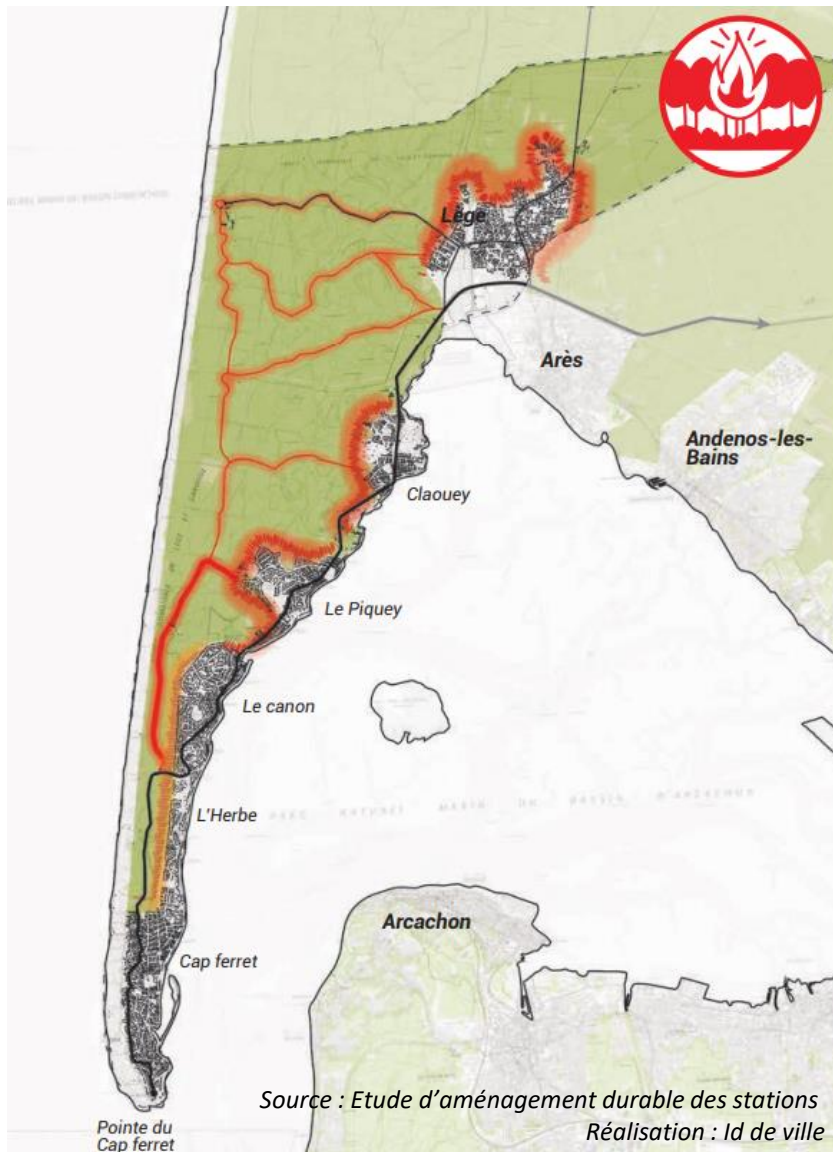 Lège
Arès
Andenos-les-
Bains
Claouey
Le Piquey
Le canon
L'Herbe
Arcachon
Cap ferret
Source : Etude d'aménagement durable des stations
Réalisation : Id de ville
Pointe du
Cap ferret